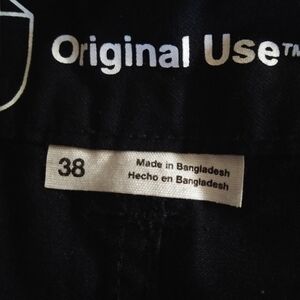 Original Use™
38
Made in Bangladesh
Hecho en Bangladesh